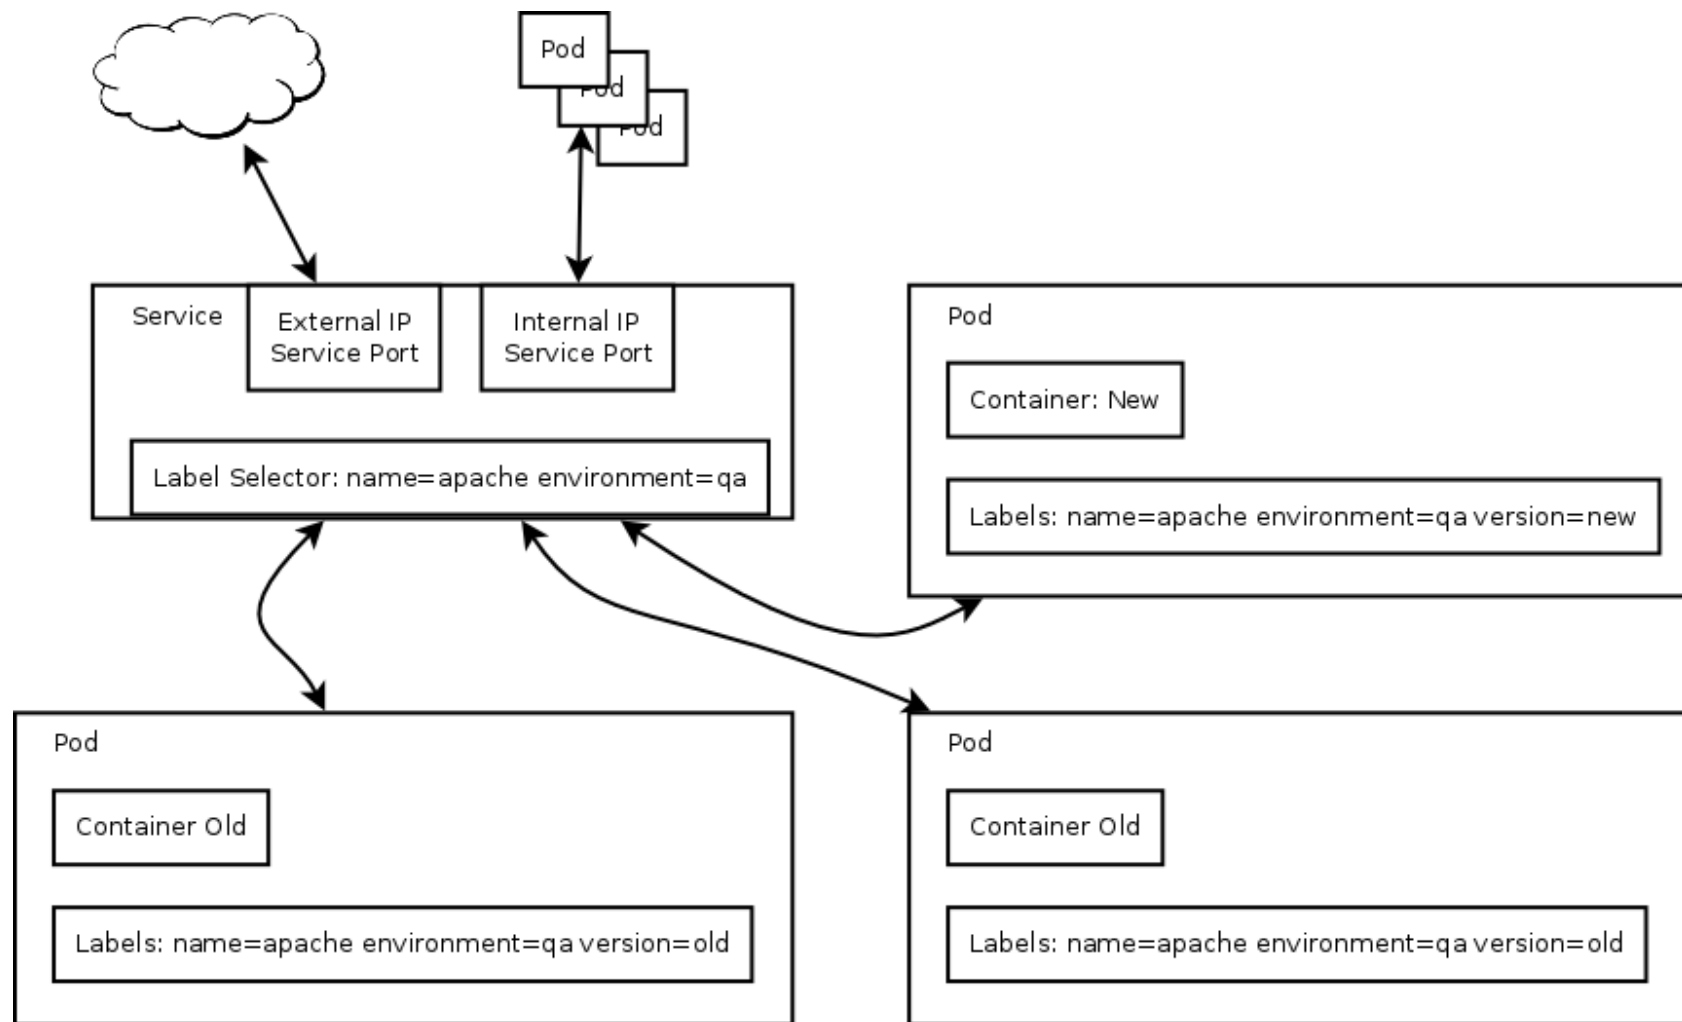 Pod
Pod
Pod
Service
External IP
Service Port
Internal IP
Service Port
Label Selector: name=apache environment=qa
Pod
Container: New
Labels: name=apache environment=qa version=new
Pod
Container Old
Labels: name=apache environment=qa version=old
Pod
Container Old
Labels: name=apache environment=qa version=old